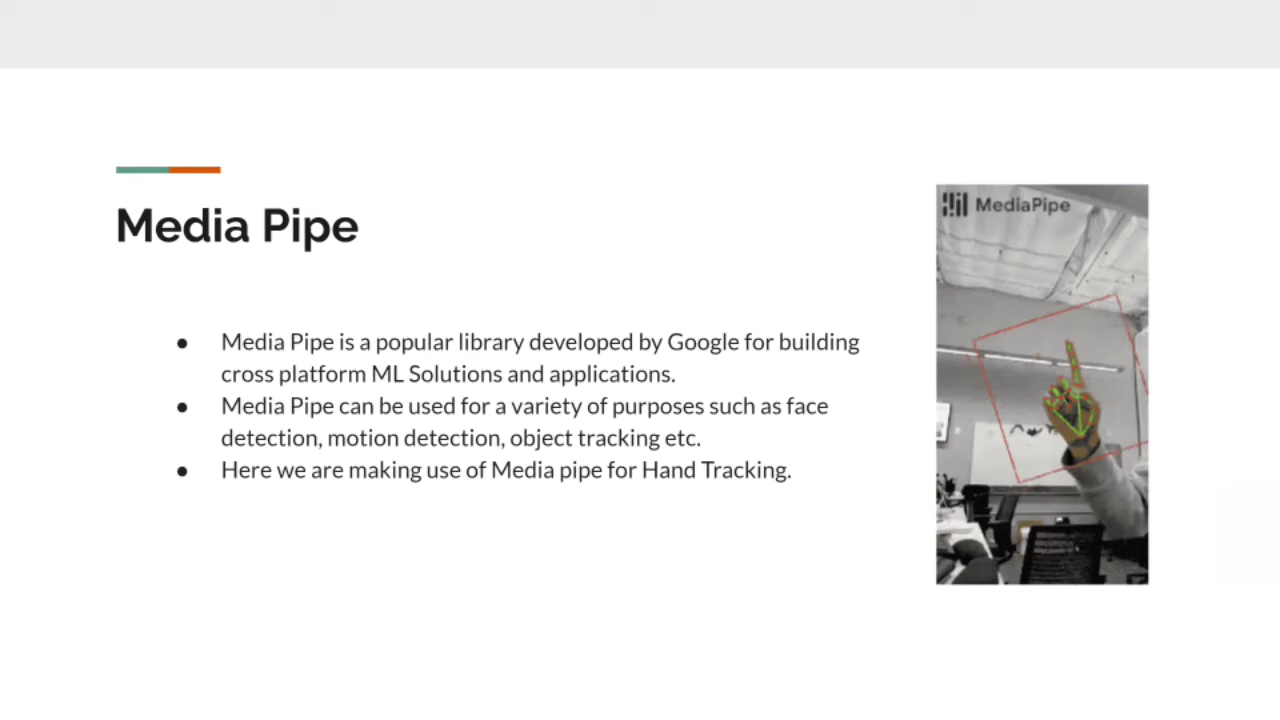 Media Pipe
● Media Pipe is a popular library developed by Google for building
cross platform ML Solutions and applications.
● Media Pipe can be used for a variety of purposes such as face
detection, motion detection, object tracking etc.
● Here we are making use of Media pipe for Hand Tracking.
MediaPipe